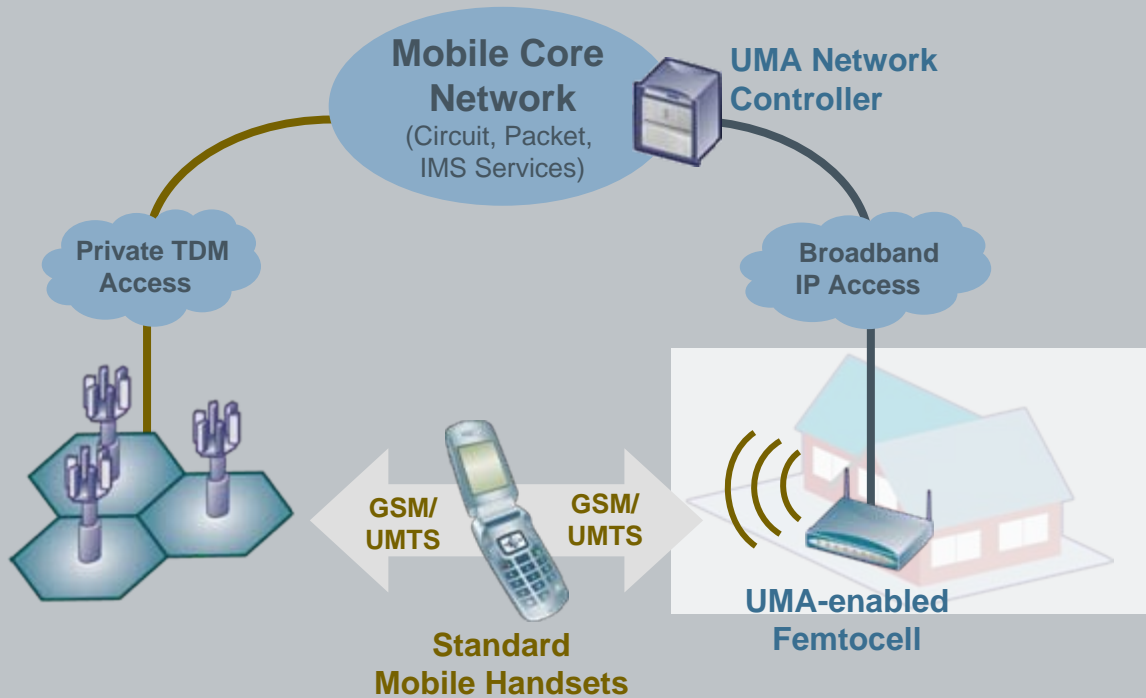 Mobile Core
Network
(Circuit, Packet,
IMS Services)
UMA Network
Controller
Private TDM
Access
Broadband
IP Access
GSM/
UMTS
GSM/
UMTS
UMA-enabled
Femtocell
Standard
Mobile Handsets